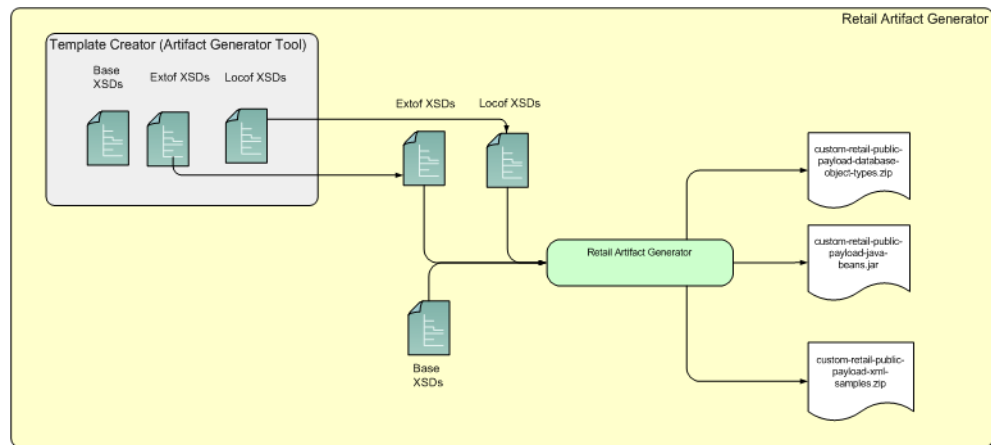 Retail Artifact Generator
Template Creator (Artifact Generator Tool)
Base
XSDs
Extof XSDs
Locof XSDs
Extof XSDs
Locof XSDs
custom-retail-public-
payload-database-
object-types.zip
Retail Artifact Generator
custom-retail-public-
payload-java-
beans.jar
Base
XSDs
custom-retail-public-
payload-xml-
samples.zip